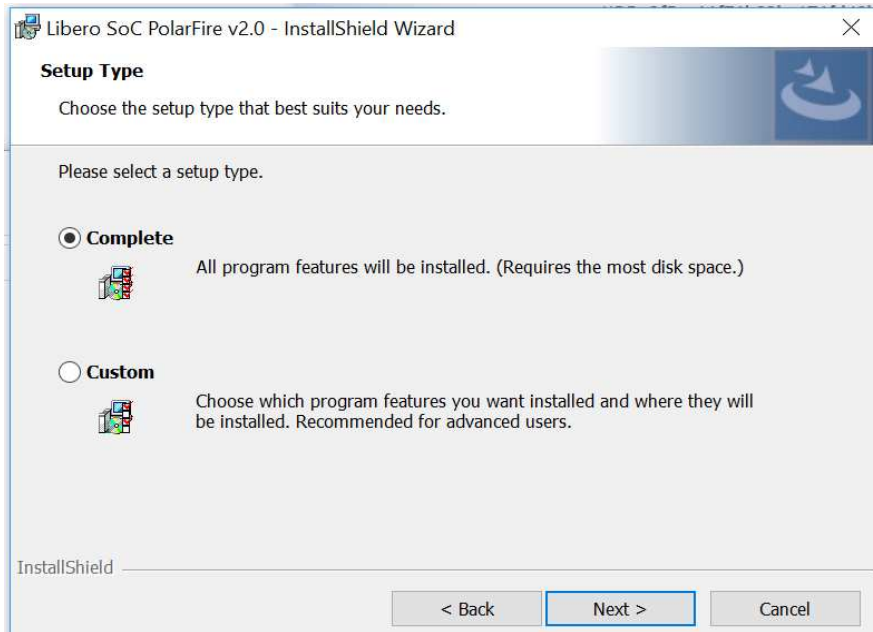 Libero SoC PolarFire v2.0 - InstallShield Wizard
Setup Type
Choose the setup type that best suits your needs.
Please select a setup type.
Complete
All program features will be installed. (Requires the most disk space.)
Custom
Choose which program features you want installed and where they will
be installed. Recommended for advanced users.
InstallShield
< Back
Next >
Cancel